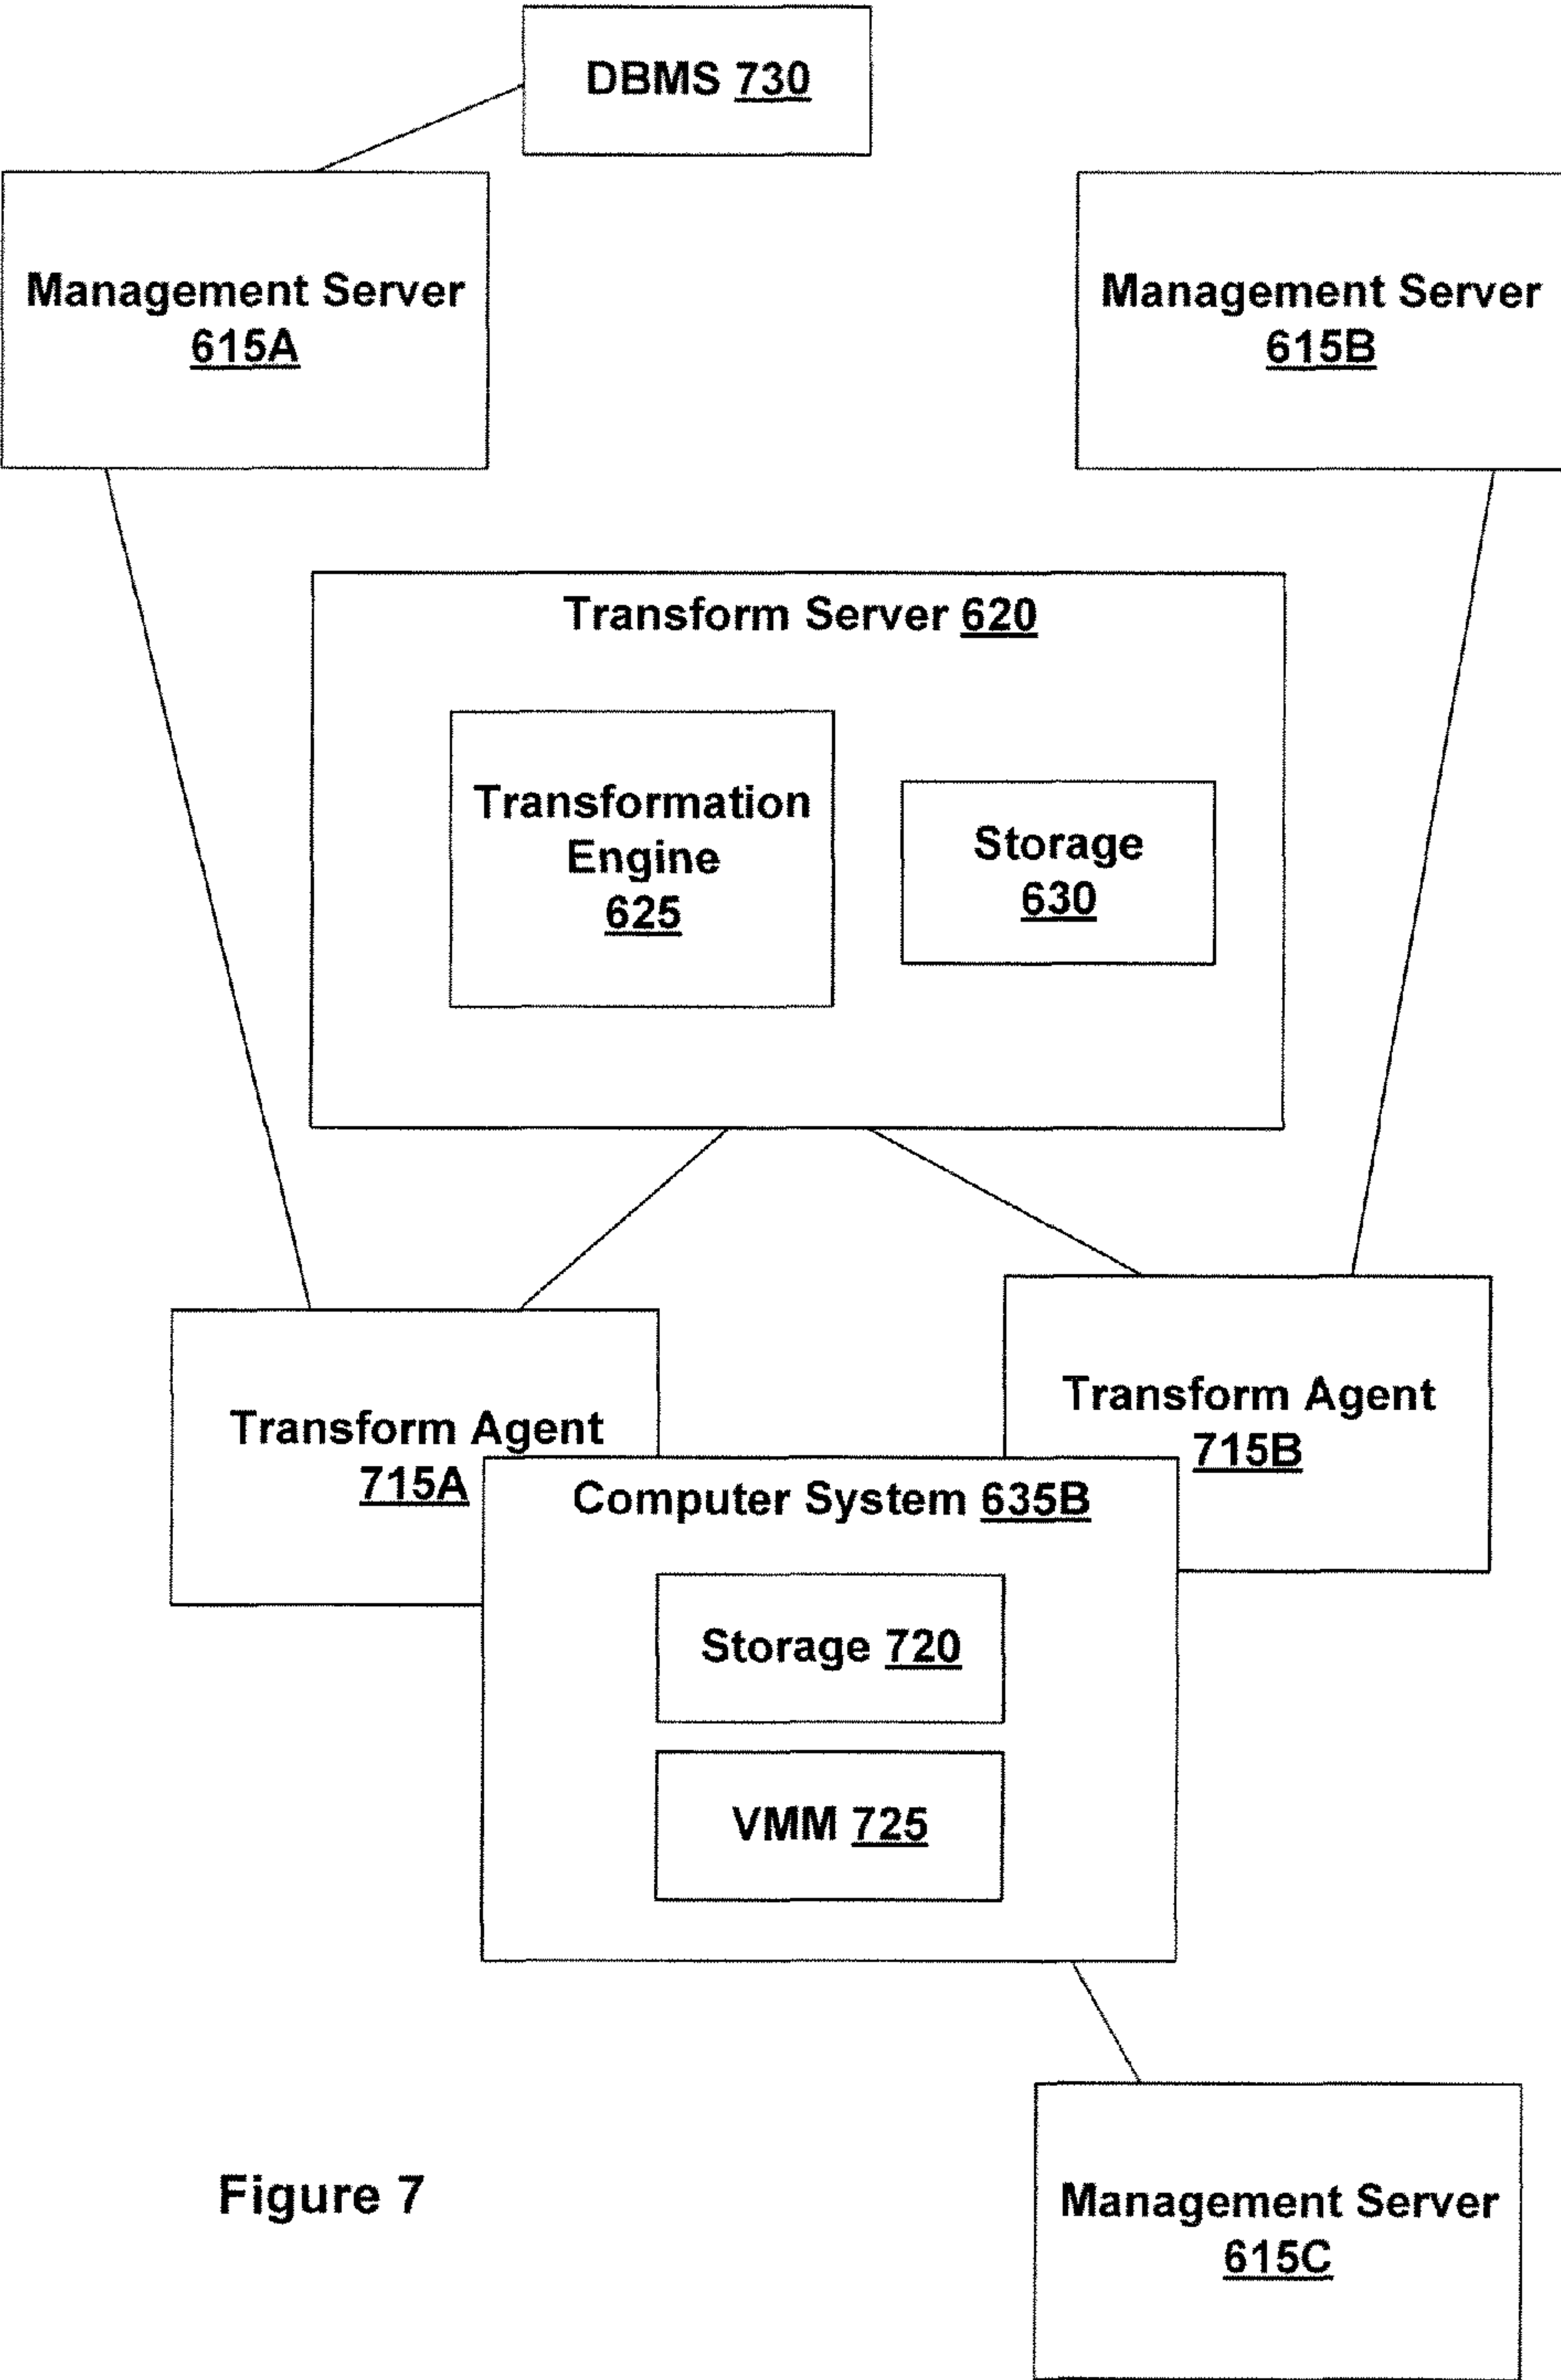 DBMS 730
Management Server
615A
Management Server
615B
Transform Server 620
Transformation
Engine
625
Storage
630
Transform Agent
715A
Transform Agent
715B
Computer System 635B
Storage 720
VMM 725
Management Server
615C
Figure 7